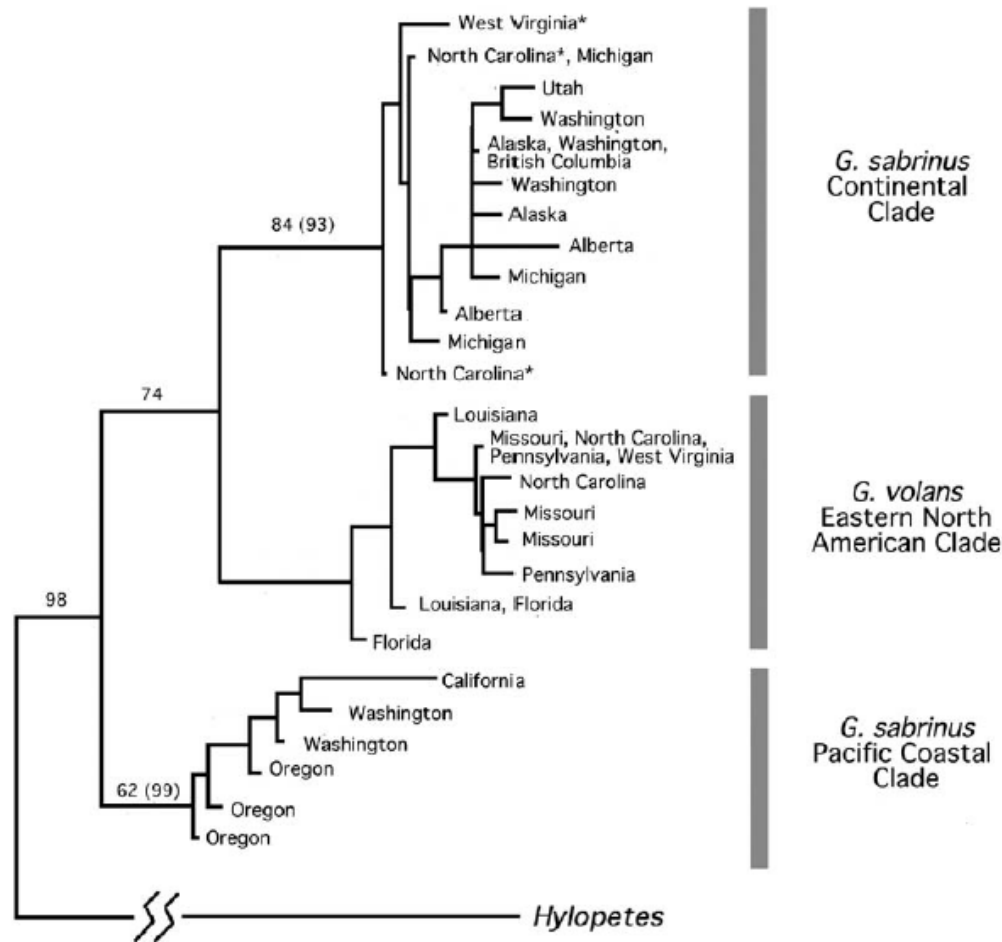 West Virginia*
North Carolina*, Michigan
Utah
Washington
Alaska, Washington,
British Columbia
Washington
Alaska
84 (93)
Alberta
Michigan
Alberta
Michigan
North Carolina*
G. sabrinus
Continental
Clade
74
Louisiana
Missouri, North Carolina,
Pennsylvania, West Virginia
North Carolina
Missouri
Missouri
Pennsylvania
Louisiana, Florida
Florida
G. volans
Eastern North
American Clade
98
California
Washington
Washington
Oregon
62 (99)
Oregon
Oregon
G. sabrinus
Pacific Coastal
Clade
Hylopetes